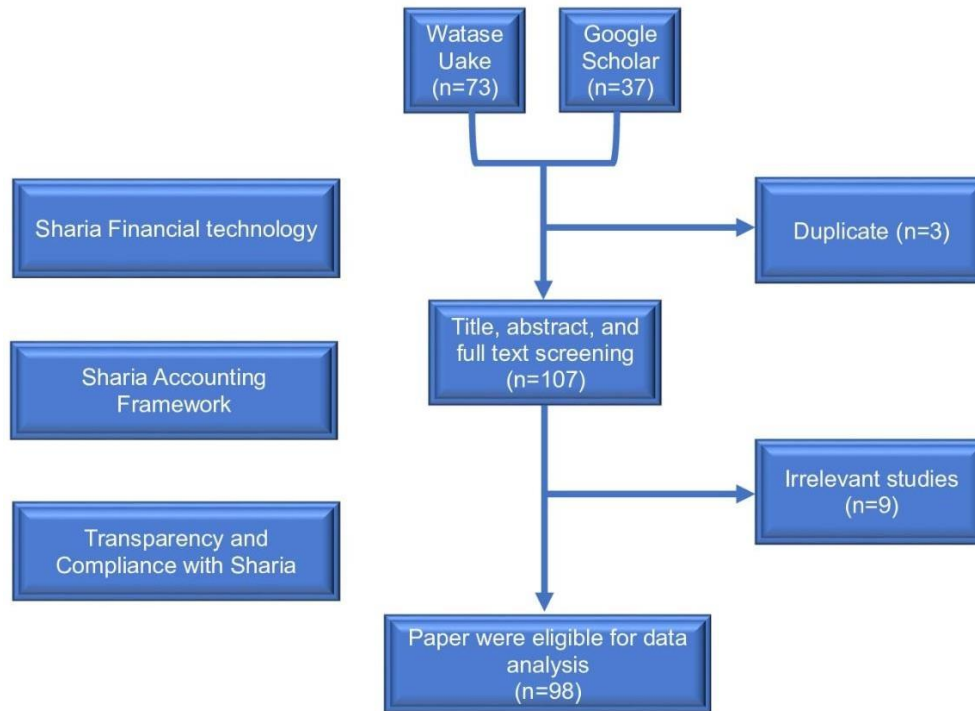 Watase
Uake
(n=73)
Google
Scholar
(n=37)
Sharia Financial technology
Duplicate (n=3)
Title, abstract, and
full text screening
(n=107)
Sharia Accounting
Framework
Irrelevant studies
(n=9)
Transparency and
Compliance with Sharia
Paper were eligible for data
analysis
(n=98)